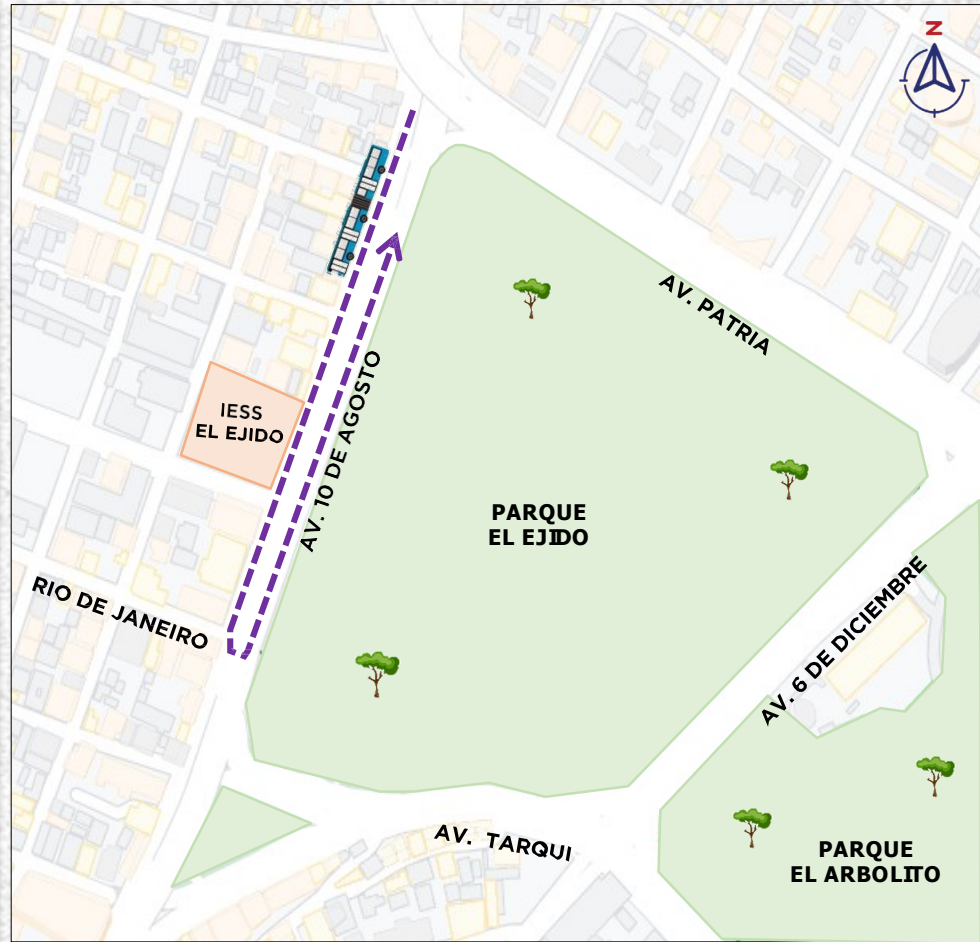 N
AV. PATRIA
IESS
EL EJIDO
AV. 10 DE AGOSTO
PARQUE
EL EJIDO
RIO DE JANEIRO
AV. 6 DE DICIEMBRE
AV. TARQUI
PARQUE
EL ARBOLITO